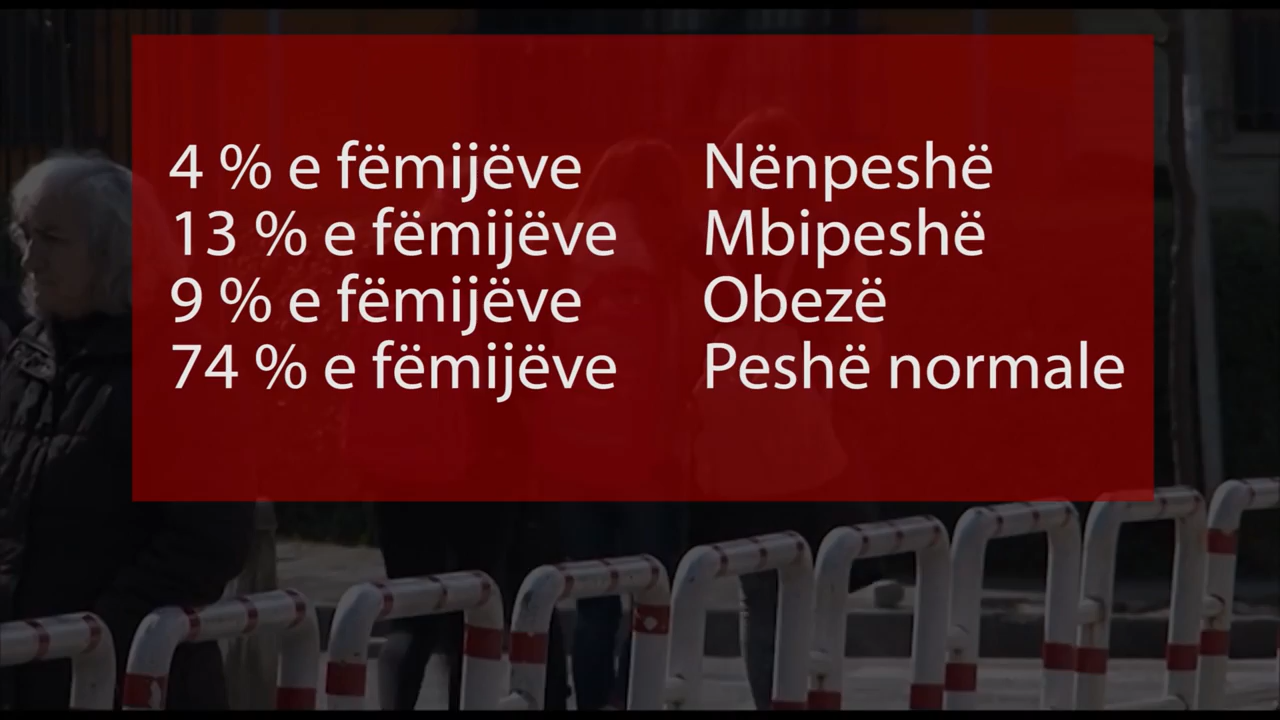 4 % e fëmijëve Nënpeshë
13 % e fëmijëve Mbipeshë
9 % e fëmijëve Obezë
74 % e fëmijëve Peshë normale